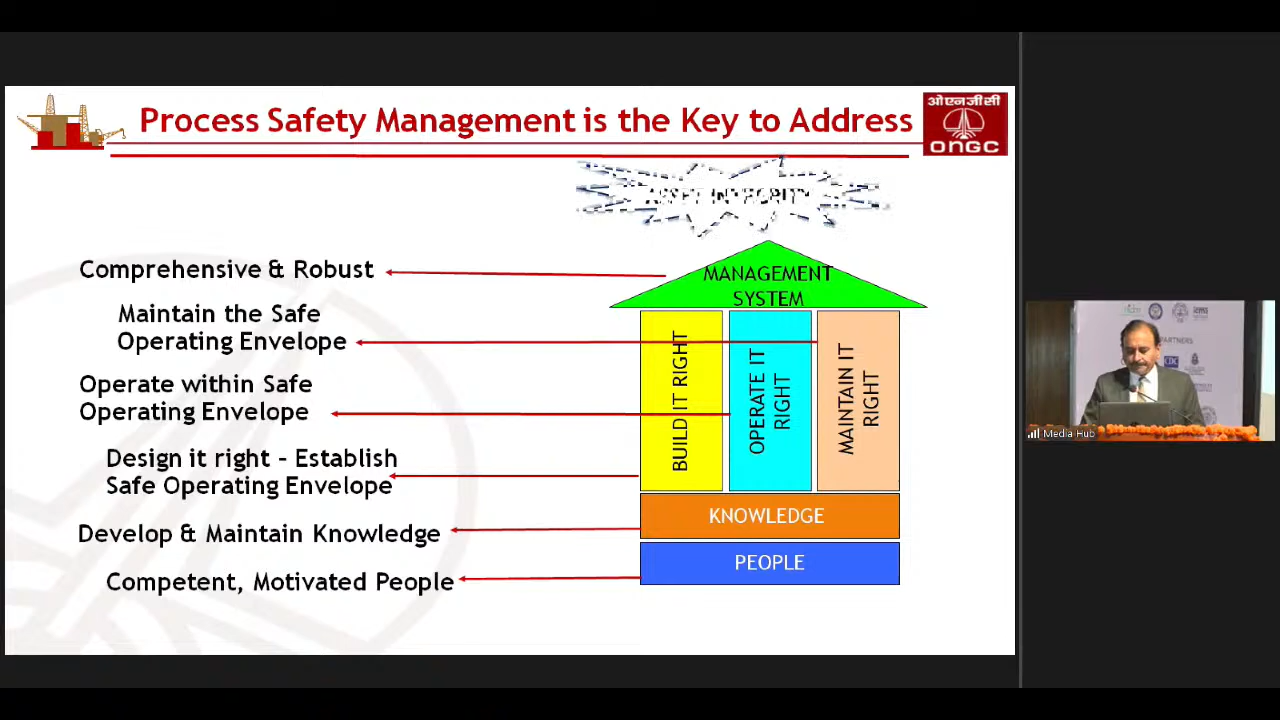 Process Safety Management is the Key to Address
ओएनजीसी
ONGC
Comprehensive & Robust
Maintain the Safe
Operating Envelope
Operate within Safe
Operating Envelope
Design it right – Establish
Safe Operating Envelope
Develop & Maintain Knowledge
Competent, Motivated People
MANAGEMENT
SYSTEM
BUILD IT RIGHT
OPERATE IT
RIGHT
MAINTAIN IT
RIGHT
KNOWLEDGE
PEOPLE
CDC
Media Hub